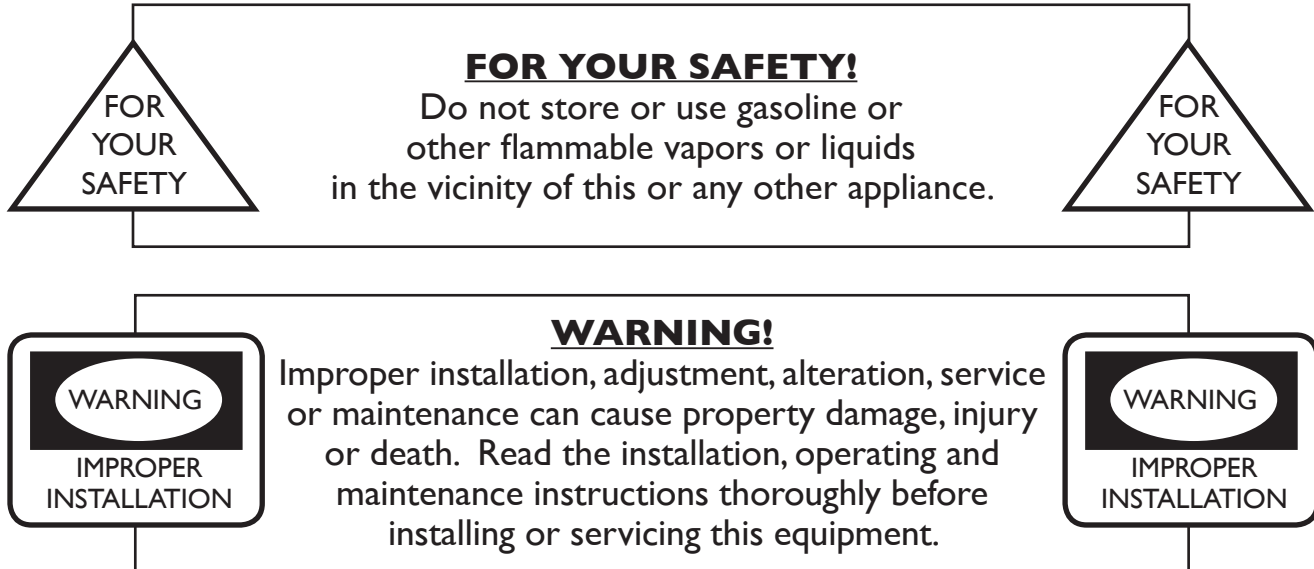 FOR YOUR SAFETY!
Do not store or use gasoline or
other flammable vapors or liquids
in the vicinity of this or any other appliance.
FOR
YOUR
SAFETY
FOR
YOUR
SAFETY
WARNING!
Improper installation, adjustment, alteration, service
or maintenance can cause property damage, injury
or death. Read the installation, operating and
maintenance instructions thoroughly before
installing or servicing this equipment.
WARNING
IMPROPER
INSTALLATION
WARNING
IMPROPER
INSTALLATION